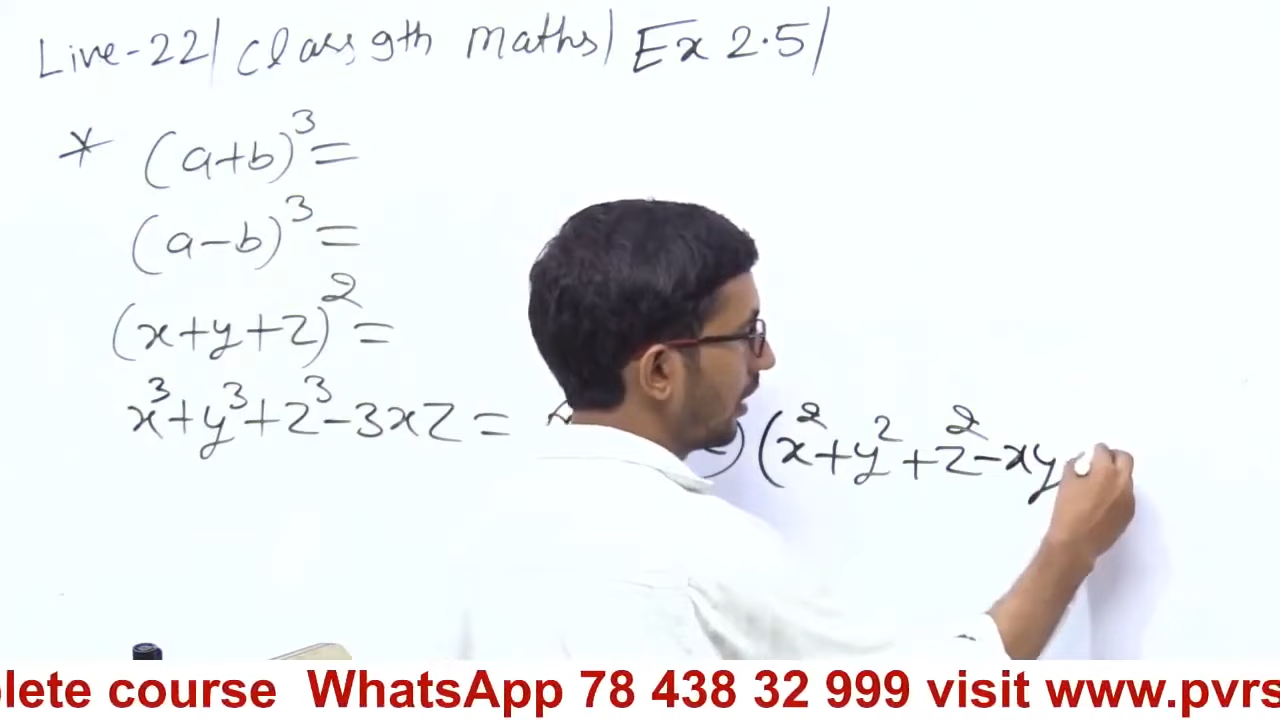 Live-22| Class 9th maths| Ex 2.5|
* (a+b)³=
(a-b)³=
(x+y+z)²=
x³+y³+z³-3xz = ) (x²+y²+z²-xy
plete course WhatsApp 78 438 32 999 visit www.pvrs